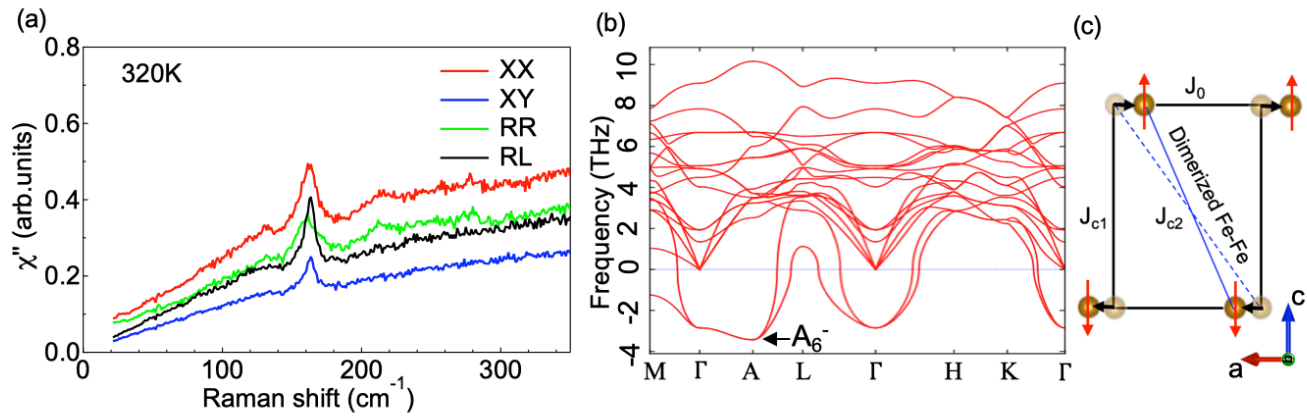 (a)
0.8
0.6
0.4
0.2
0.0
χ" (arb.units)
320K
XX
XY
RR
RL
100
200
300
Raman shift (cm⁻¹)
(b)
10
8
6
4
2
0
-2
-4
Frequency (THz)
A₆⁻
M Γ A L Γ H K Γ
(c)
J₀
Jc1
Jc2
Dimerized Fe-Fe
c
a